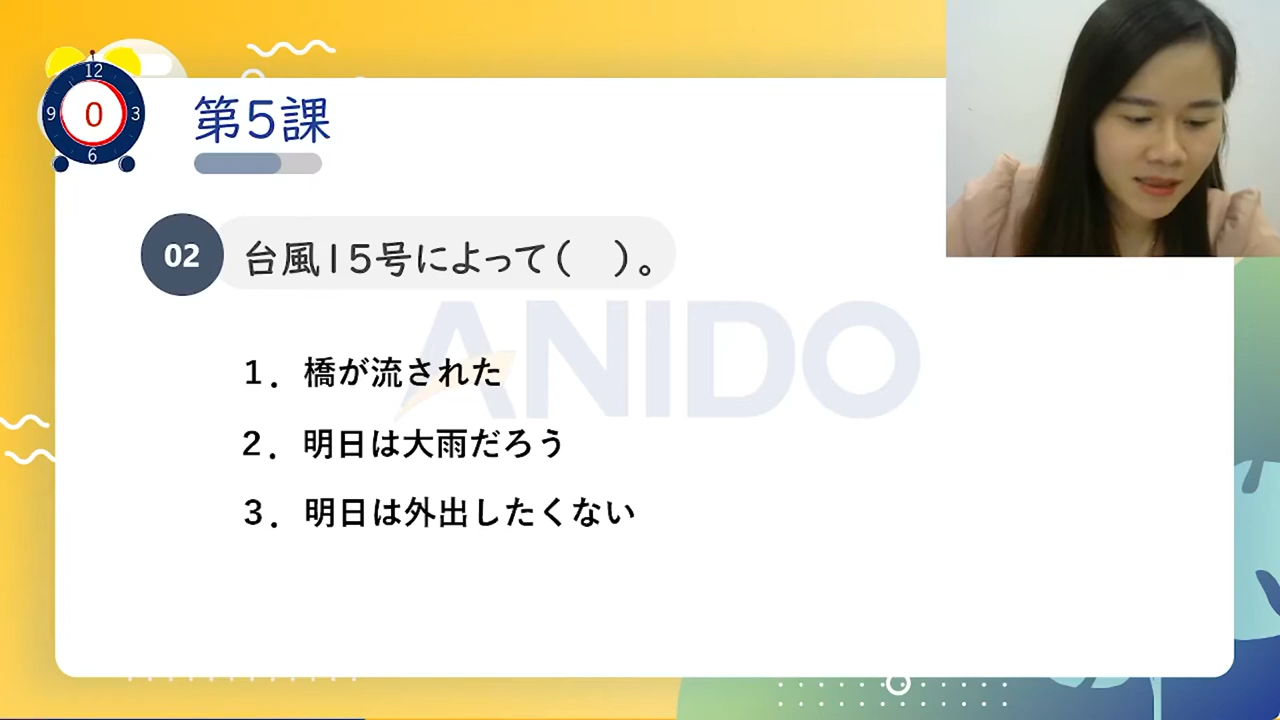 12
9
0
3
6
第5課
02
台風15号によって(　)。
ANIDO
1．橋が流された
2．明日は大雨だろう
3．明日は外出したくない